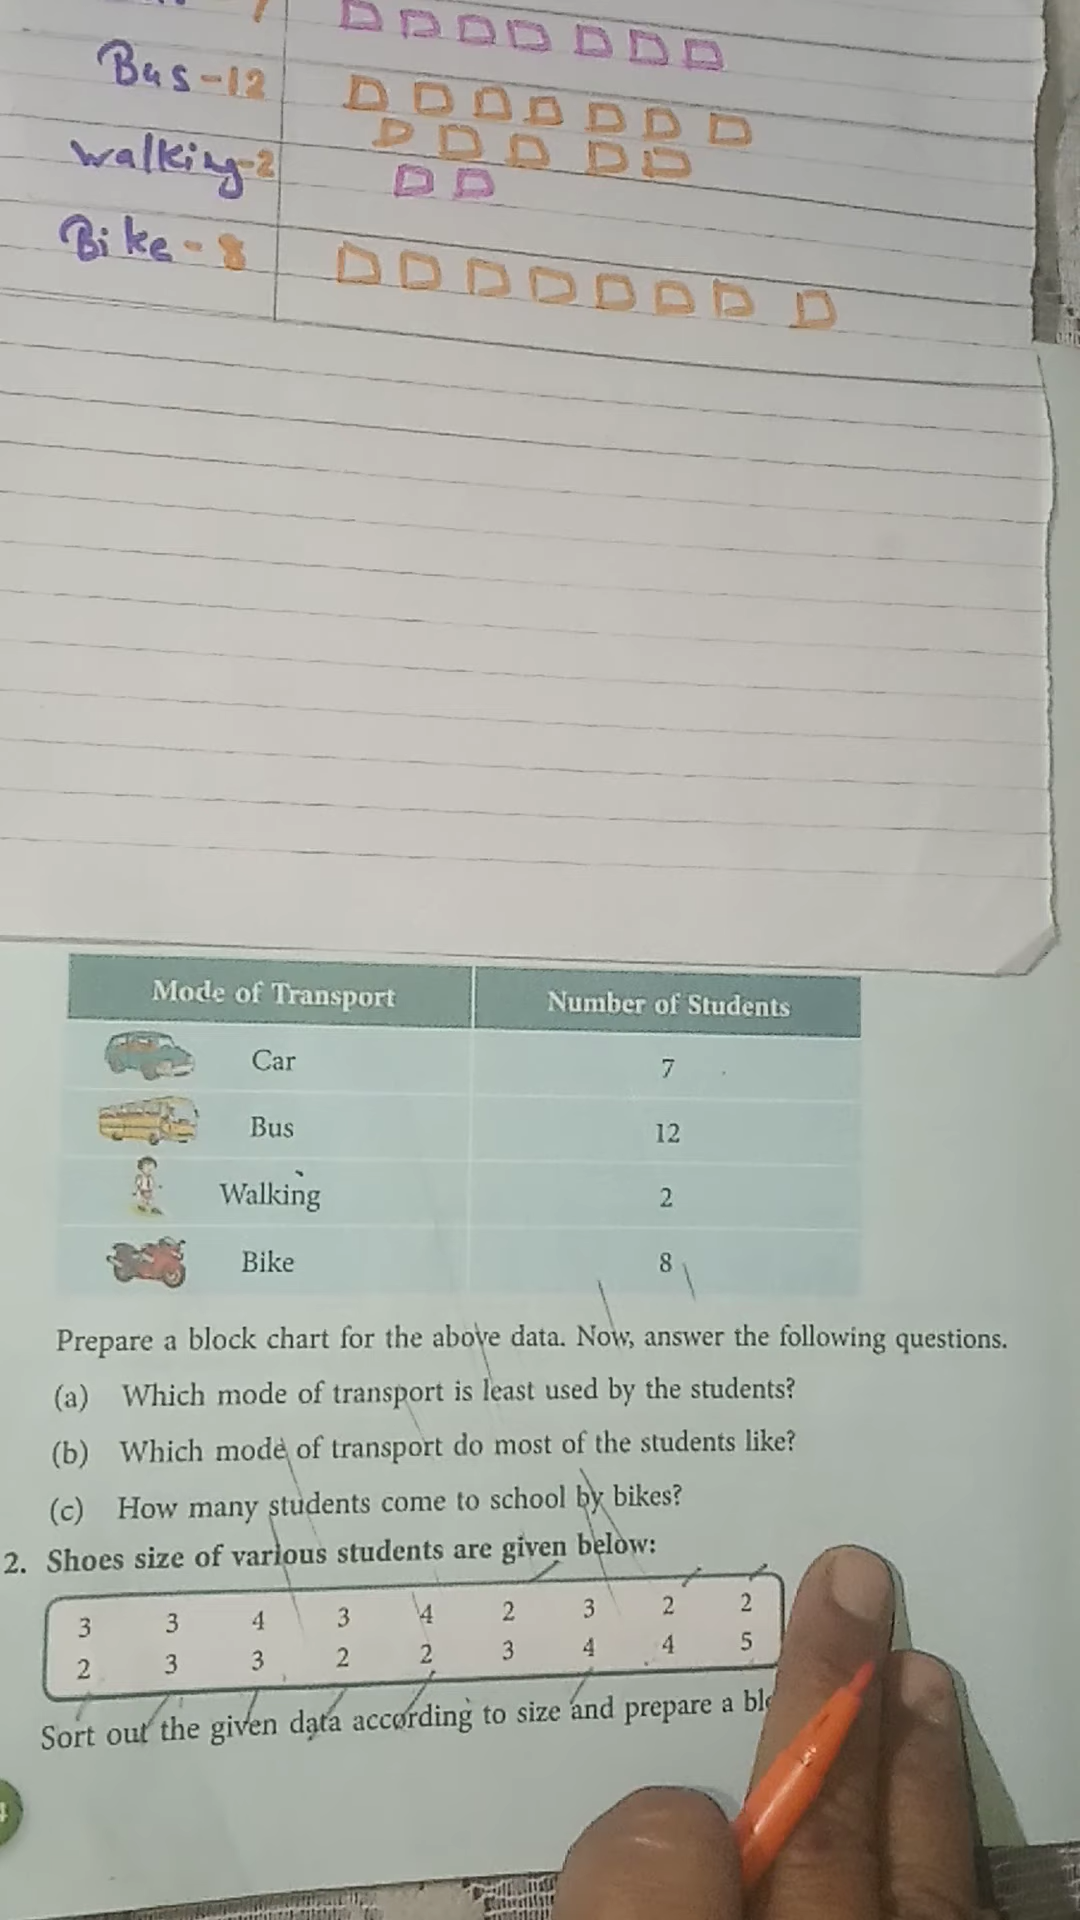 Bus-12
walking-2
Bike-8
Mode of Transport Number of Students
Car 7
Bus 12
Walking 2
Bike 8
Prepare a block chart for the above data. Now, answer the following questions.
(a) Which mode of transport is least used by the students?
(b) Which mode of transport do most of the students like?
(c) How many students come to school by bikes?
2. Shoes size of various students are given below:
3 3 4 3 4 2 3 2 2
2 3 3 2 2 3 4 4 5
Sort out the given data according to size and prepare a